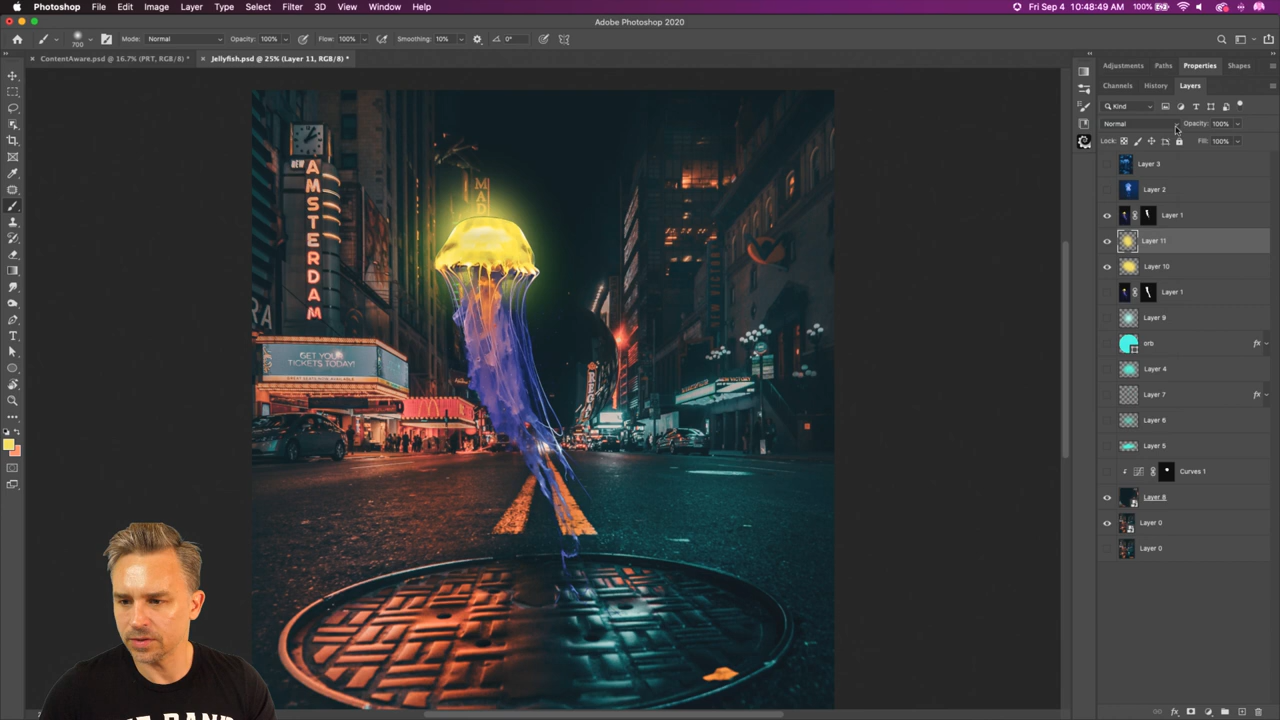 Photoshop File Edit Image Layer Type Select Filter 3D View Window Help 100% Fri Sep 4 10:48:49 AM
Adobe Photoshop 2020
700 Mode: Normal Opacity: 100% Flow: 100% Smoothing: 10% 0°
× ContentAware.psd @ 16.7% (PRT, RGB/8) * × Jellyfish.psd @ 25% (Layer 11, RGB/8) *
Adjustments Paths Properties Shapes
Channels History Layers
Kind
Normal Opacity: 100%
Lock: Fill: 100%
Layer 3
Layer 2
Layer 1
Layer 11
Layer 10
Layer 1
Layer 9
orb fx
Layer 4
Layer 7 fx
Layer 6
Layer 5
Curves 1
Layer 8
Layer 0
Layer 0
NEW
AMSTERDAM
MAD
GET YOUR
TICKETS TODAY!